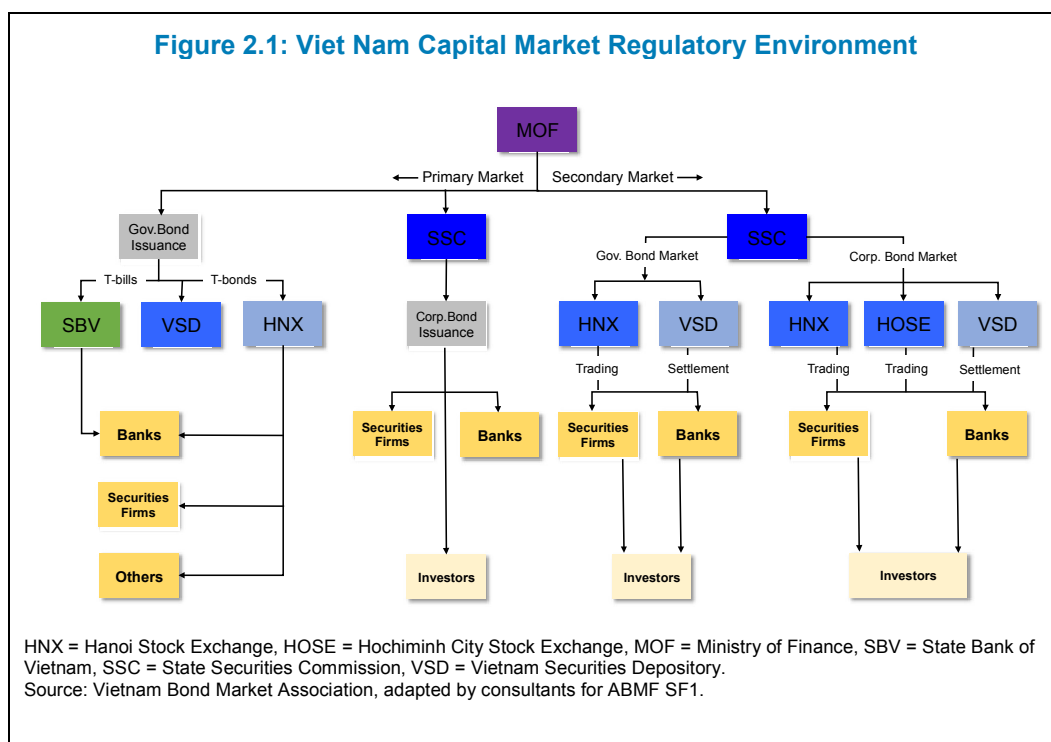 Figure 2.1: Viet Nam Capital Market Regulatory Environment
MOF
Primary Market
Secondary Market
Gov.Bond
Issuance
SSC
SSC
Gov. Bond Market
Corp. Bond Market
T-bills
T-bonds
SBV
VSD
HNX
Corp.Bond
Issuance
HNX
VSD
HNX
HOSE
VSD
Trading
Settlement
Trading
Trading
Settlement
Banks
Securities
Firms
Banks
Securities
Firms
Banks
Securities
Firms
Banks
Securities
Firms
Others
Investors
Investors
Investors
HNX = Hanoi Stock Exchange, HOSE = Hochiminh City Stock Exchange, MOF = Ministry of Finance, SBV = State Bank of
Vietnam, SSC = State Securities Commission, VSD = Vietnam Securities Depository.
Source: Vietnam Bond Market Association, adapted by consultants for ABMF SF1.